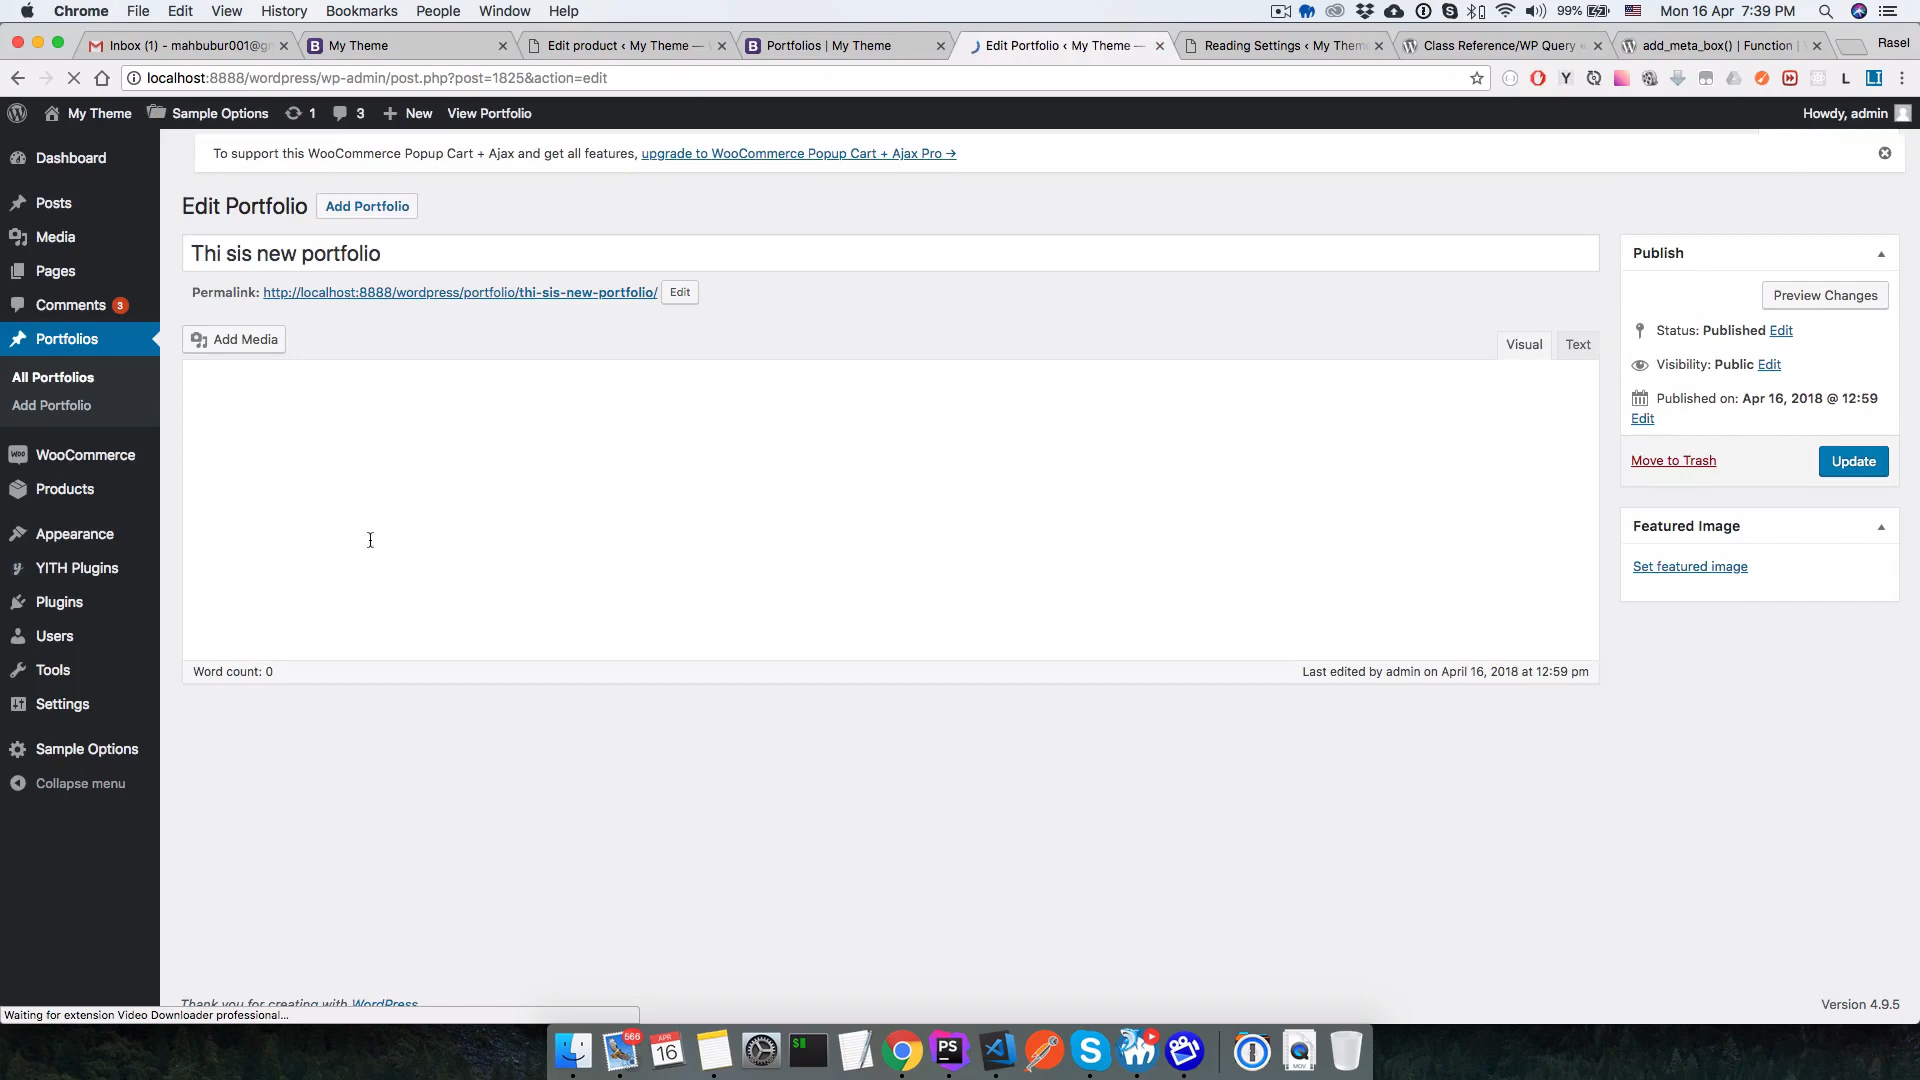 Chrome File Edit View History Bookmarks People Window Help 99% Mon 16 Apr 7:39 PM
Inbox (1) - mahbubur001@g
My Theme
Edit product ‹ My Theme —
Portfolios | My Theme
Edit Portfolio ‹ My Theme —
Reading Settings ‹ My Theme
Class Reference/WP Query
add_meta_box() | Function |
Rasel
localhost:8888/wordpress/wp-admin/post.php?post=1825&action=edit
My Theme Sample Options 1 3 New View Portfolio Howdy, admin
Dashboard
Posts
Media
Pages
Comments 3
Portfolios
All Portfolios
Add Portfolio
WooCommerce
Products
Appearance
YITH Plugins
Plugins
Users
Tools
Settings
Sample Options
Collapse menu
To support this WooCommerce Popup Cart + Ajax and get all features, upgrade to WooCommerce Popup Cart + Ajax Pro →
Edit Portfolio Add Portfolio
Thi sis new portfolio
Permalink: http://localhost:8888/wordpress/portfolio/thi-sis-new-portfolio/ Edit
Add Media
Visual Text
Word count: 0
Last edited by admin on April 16, 2018 at 12:59 pm
Publish
Preview Changes
Status: Published Edit
Visibility: Public Edit
Published on: Apr 16, 2018 @ 12:59
Edit
Move to Trash Update
Featured Image
Set featured image
Thank you for creating with WordPress
Version 4.9.5
Waiting for extension Video Downloader professional...
566
APR
16
PS